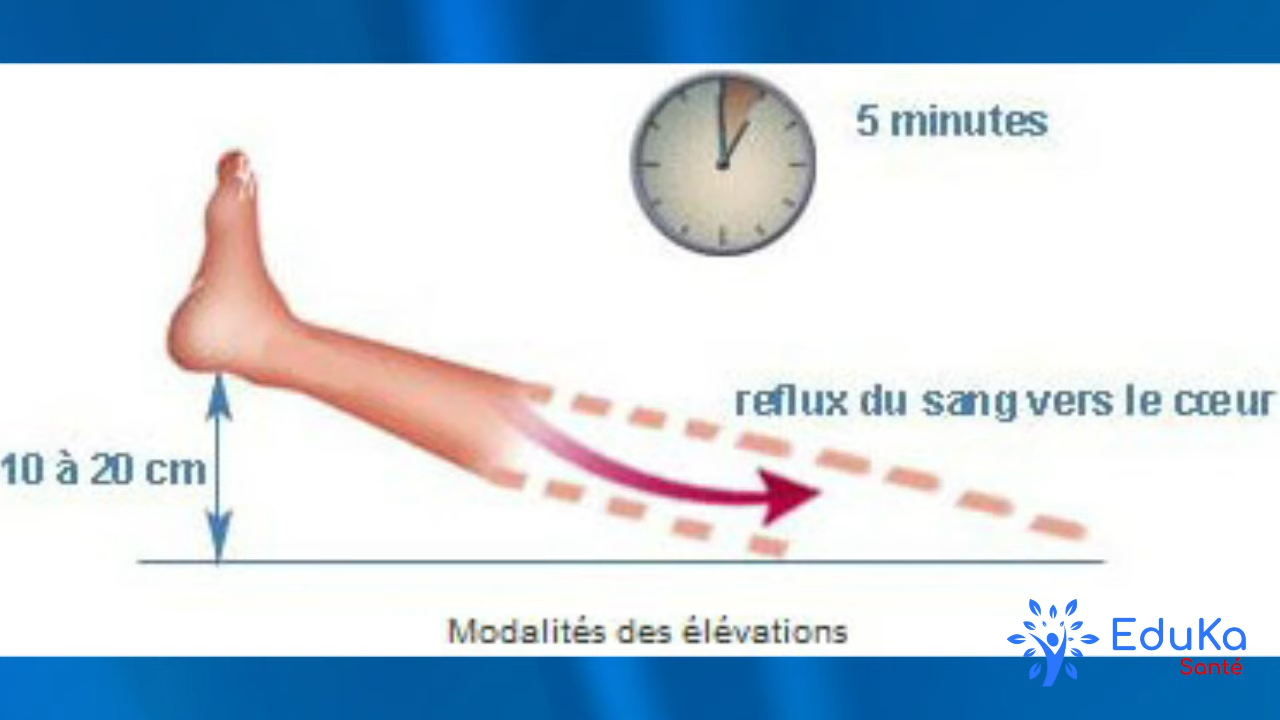 5 minutes
reflux du sang vers le cœur
10 à 20 cm
Modalités des élévations
EduKa
Santé